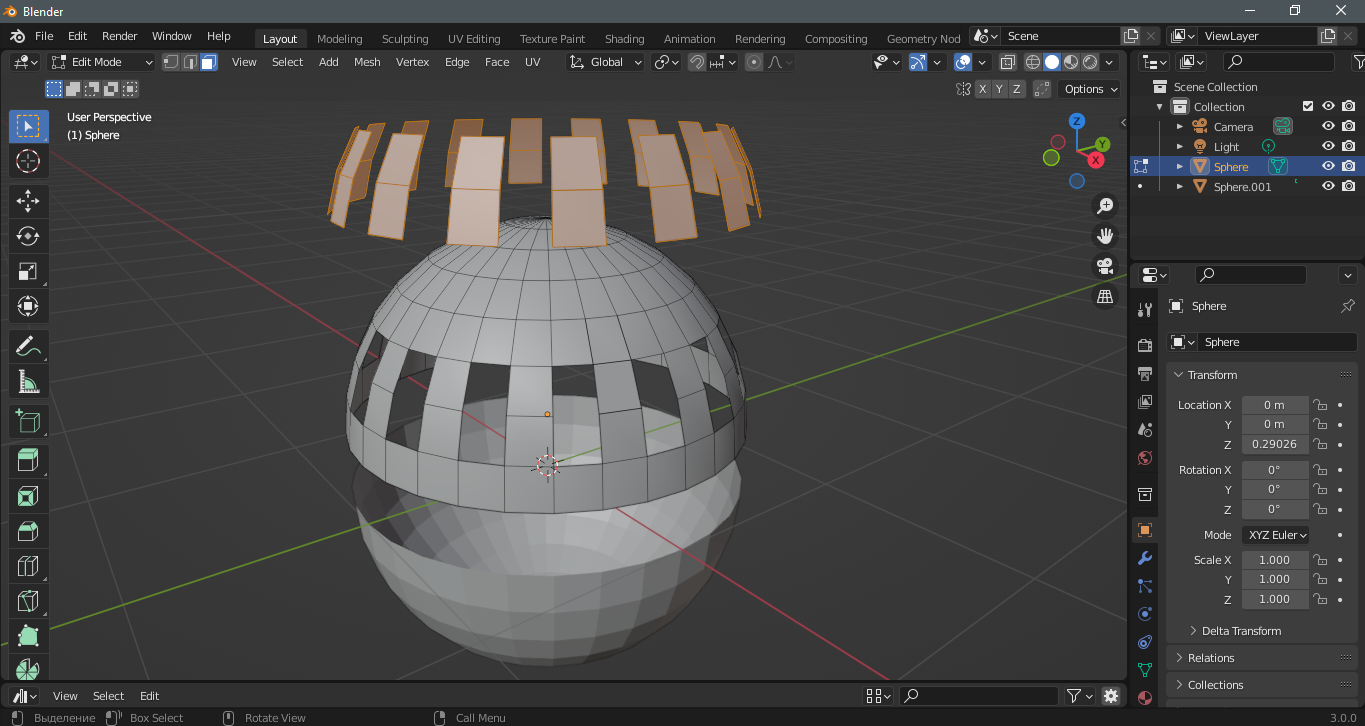 Blender
File Edit Render Window Help Layout Modeling Sculpting UV Editing Texture Paint Shading Animation Rendering Compositing Geometry Nod Scene ViewLayer
Edit Mode View Select Add Mesh Vertex Edge Face UV Global
X Y Z Options
User Perspective
(1) Sphere
Z
Y
X
Scene Collection
Collection
Camera
Light
Sphere
Sphere.001
Sphere
Sphere
Transform
Location X 0 m
Y 0 m
Z 0.29026
Rotation X 0°
Y 0°
Z 0°
Mode XYZ Euler
Scale X 1.000
Y 1.000
Z 1.000
Delta Transform
Relations
Collections
View Select Edit
Выделение Box Select Rotate View Call Menu 3.0.0